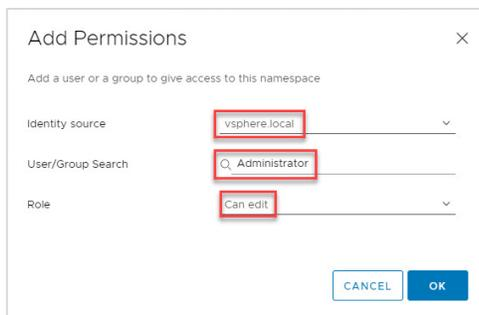 Add Permissions
Add a user or a group to give access to this namespace
Identity source
vsphere.local
User/Group Search
Administrator
Role
Can edit
CANCEL
OK